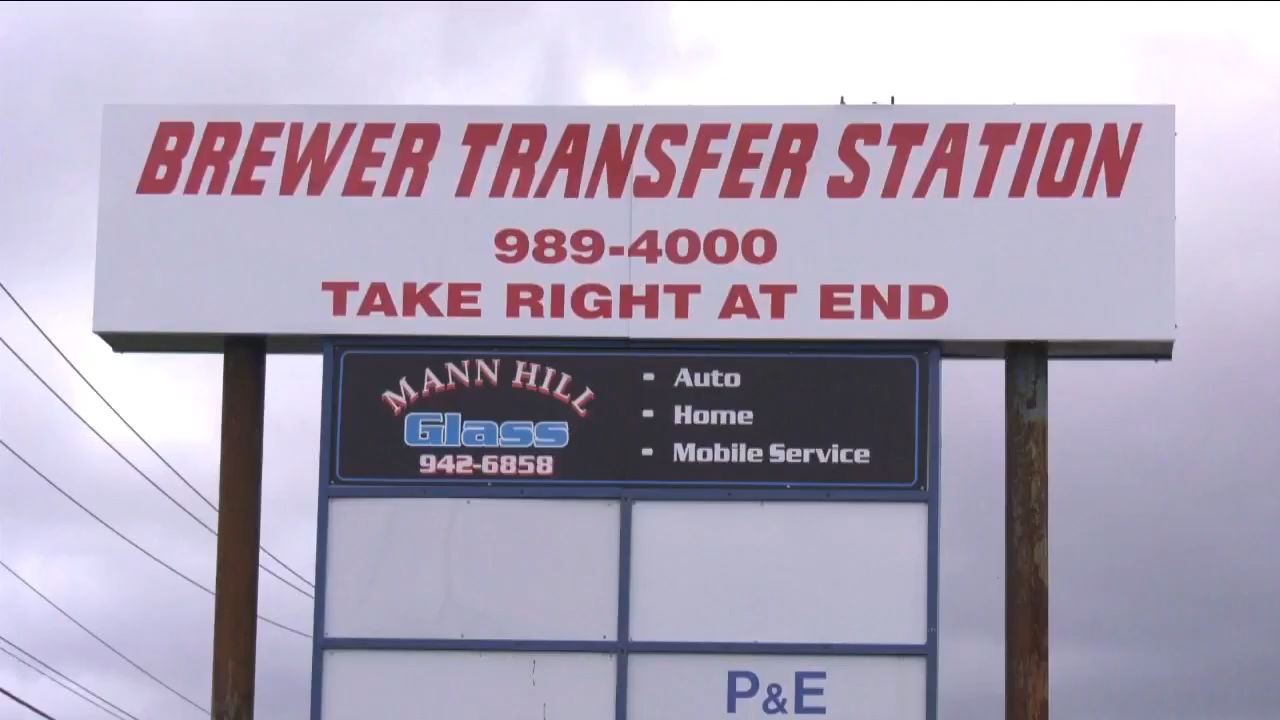 BREWER TRANSFER STATION
989-4000
TAKE RIGHT AT END
MANN HILL
Glass
942-6858
- Auto
- Home
- Mobile Service
P&E